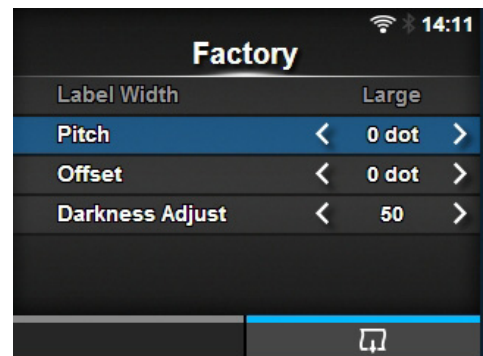 14:11
Factory
Label Width Large
Pitch 0 dot
Offset 0 dot
Darkness Adjust 50